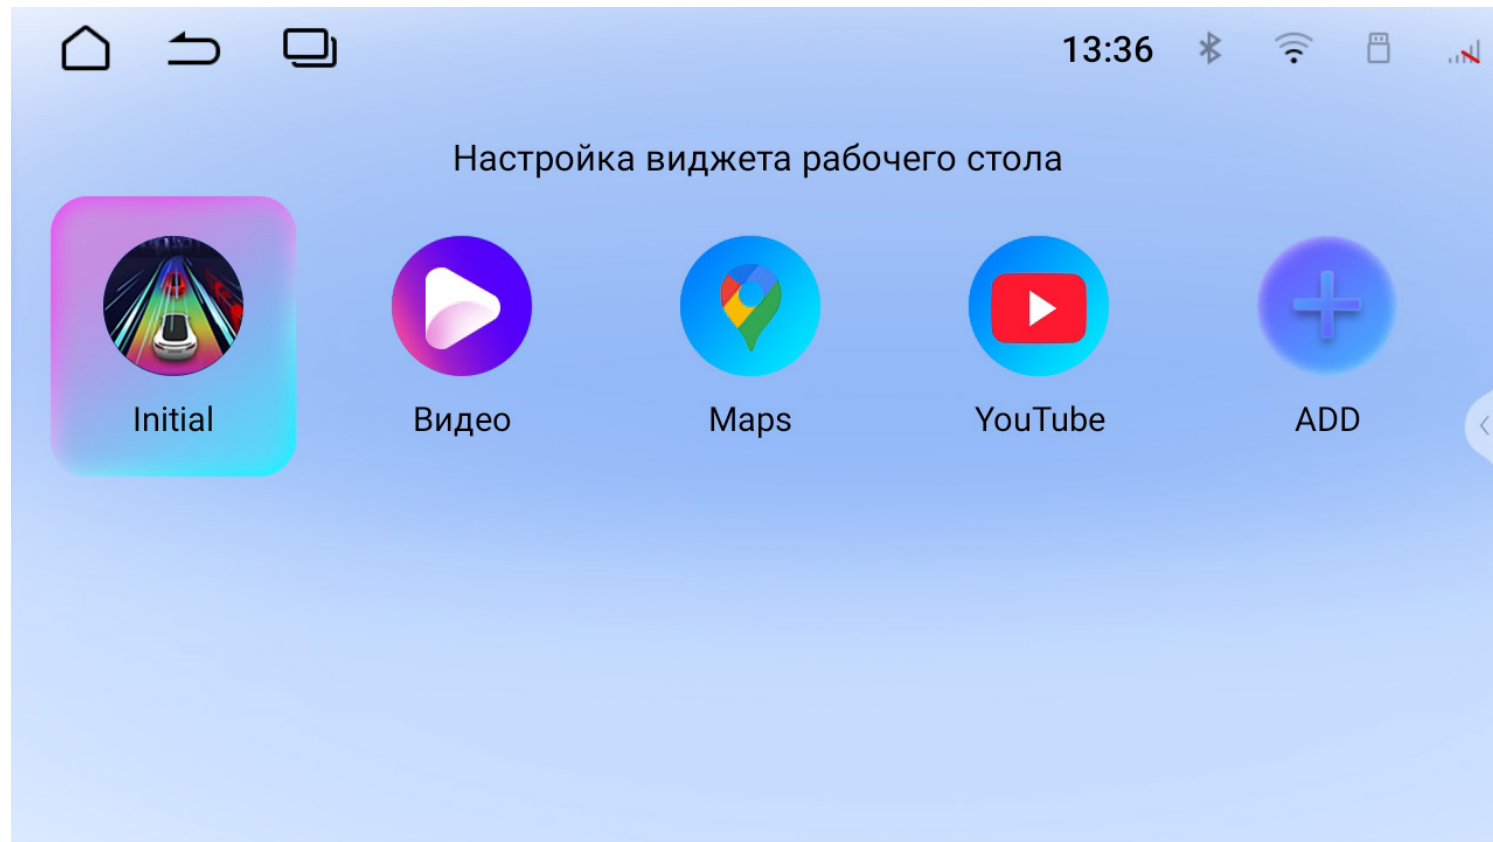 13:36
Настройка виджета рабочего стола
Initial
Видео
Maps
YouTube
ADD